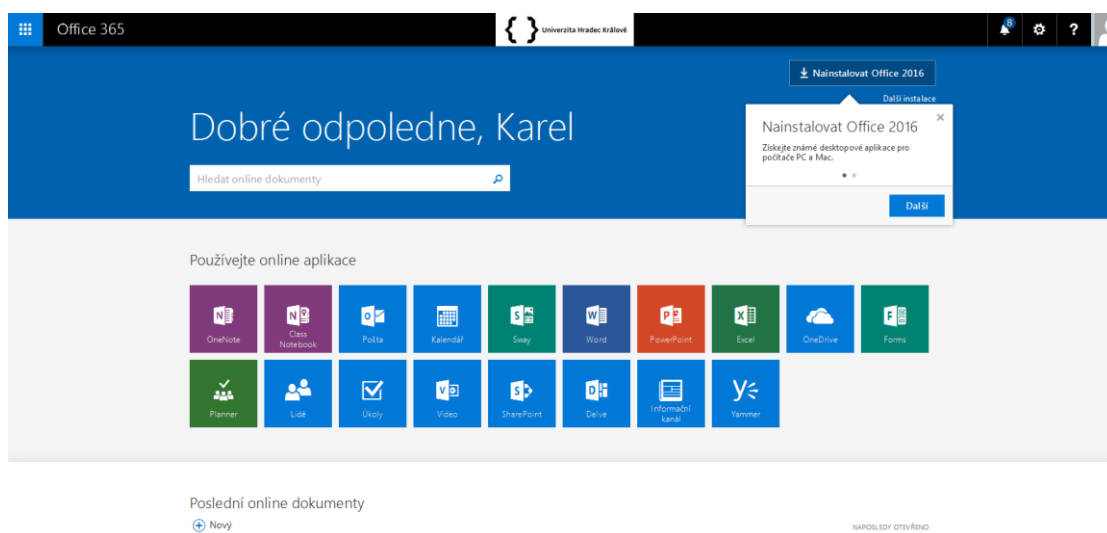 Office 365
{ } Univerzita Hradec Králové
8
?
Nainstalovat Office 2016
Další instalace
Dobré odpoledne, Karel
Hledat online dokumenty
Nainstalovat Office 2016
×
Získejte známé desktopové aplikace pro
počítače PC a Mac.
Další
Používejte online aplikace
OneNote
Class
Notebook
Pošta
Kalendář
Sway
Word
PowerPoint
Excel
OneDrive
Forms
Planner
Lidé
Úkoly
Video
SharePoint
Delve
Informační
kanál
Yammer
Poslední online dokumenty
Nový
NAPOSLEDY OTEVŘENO